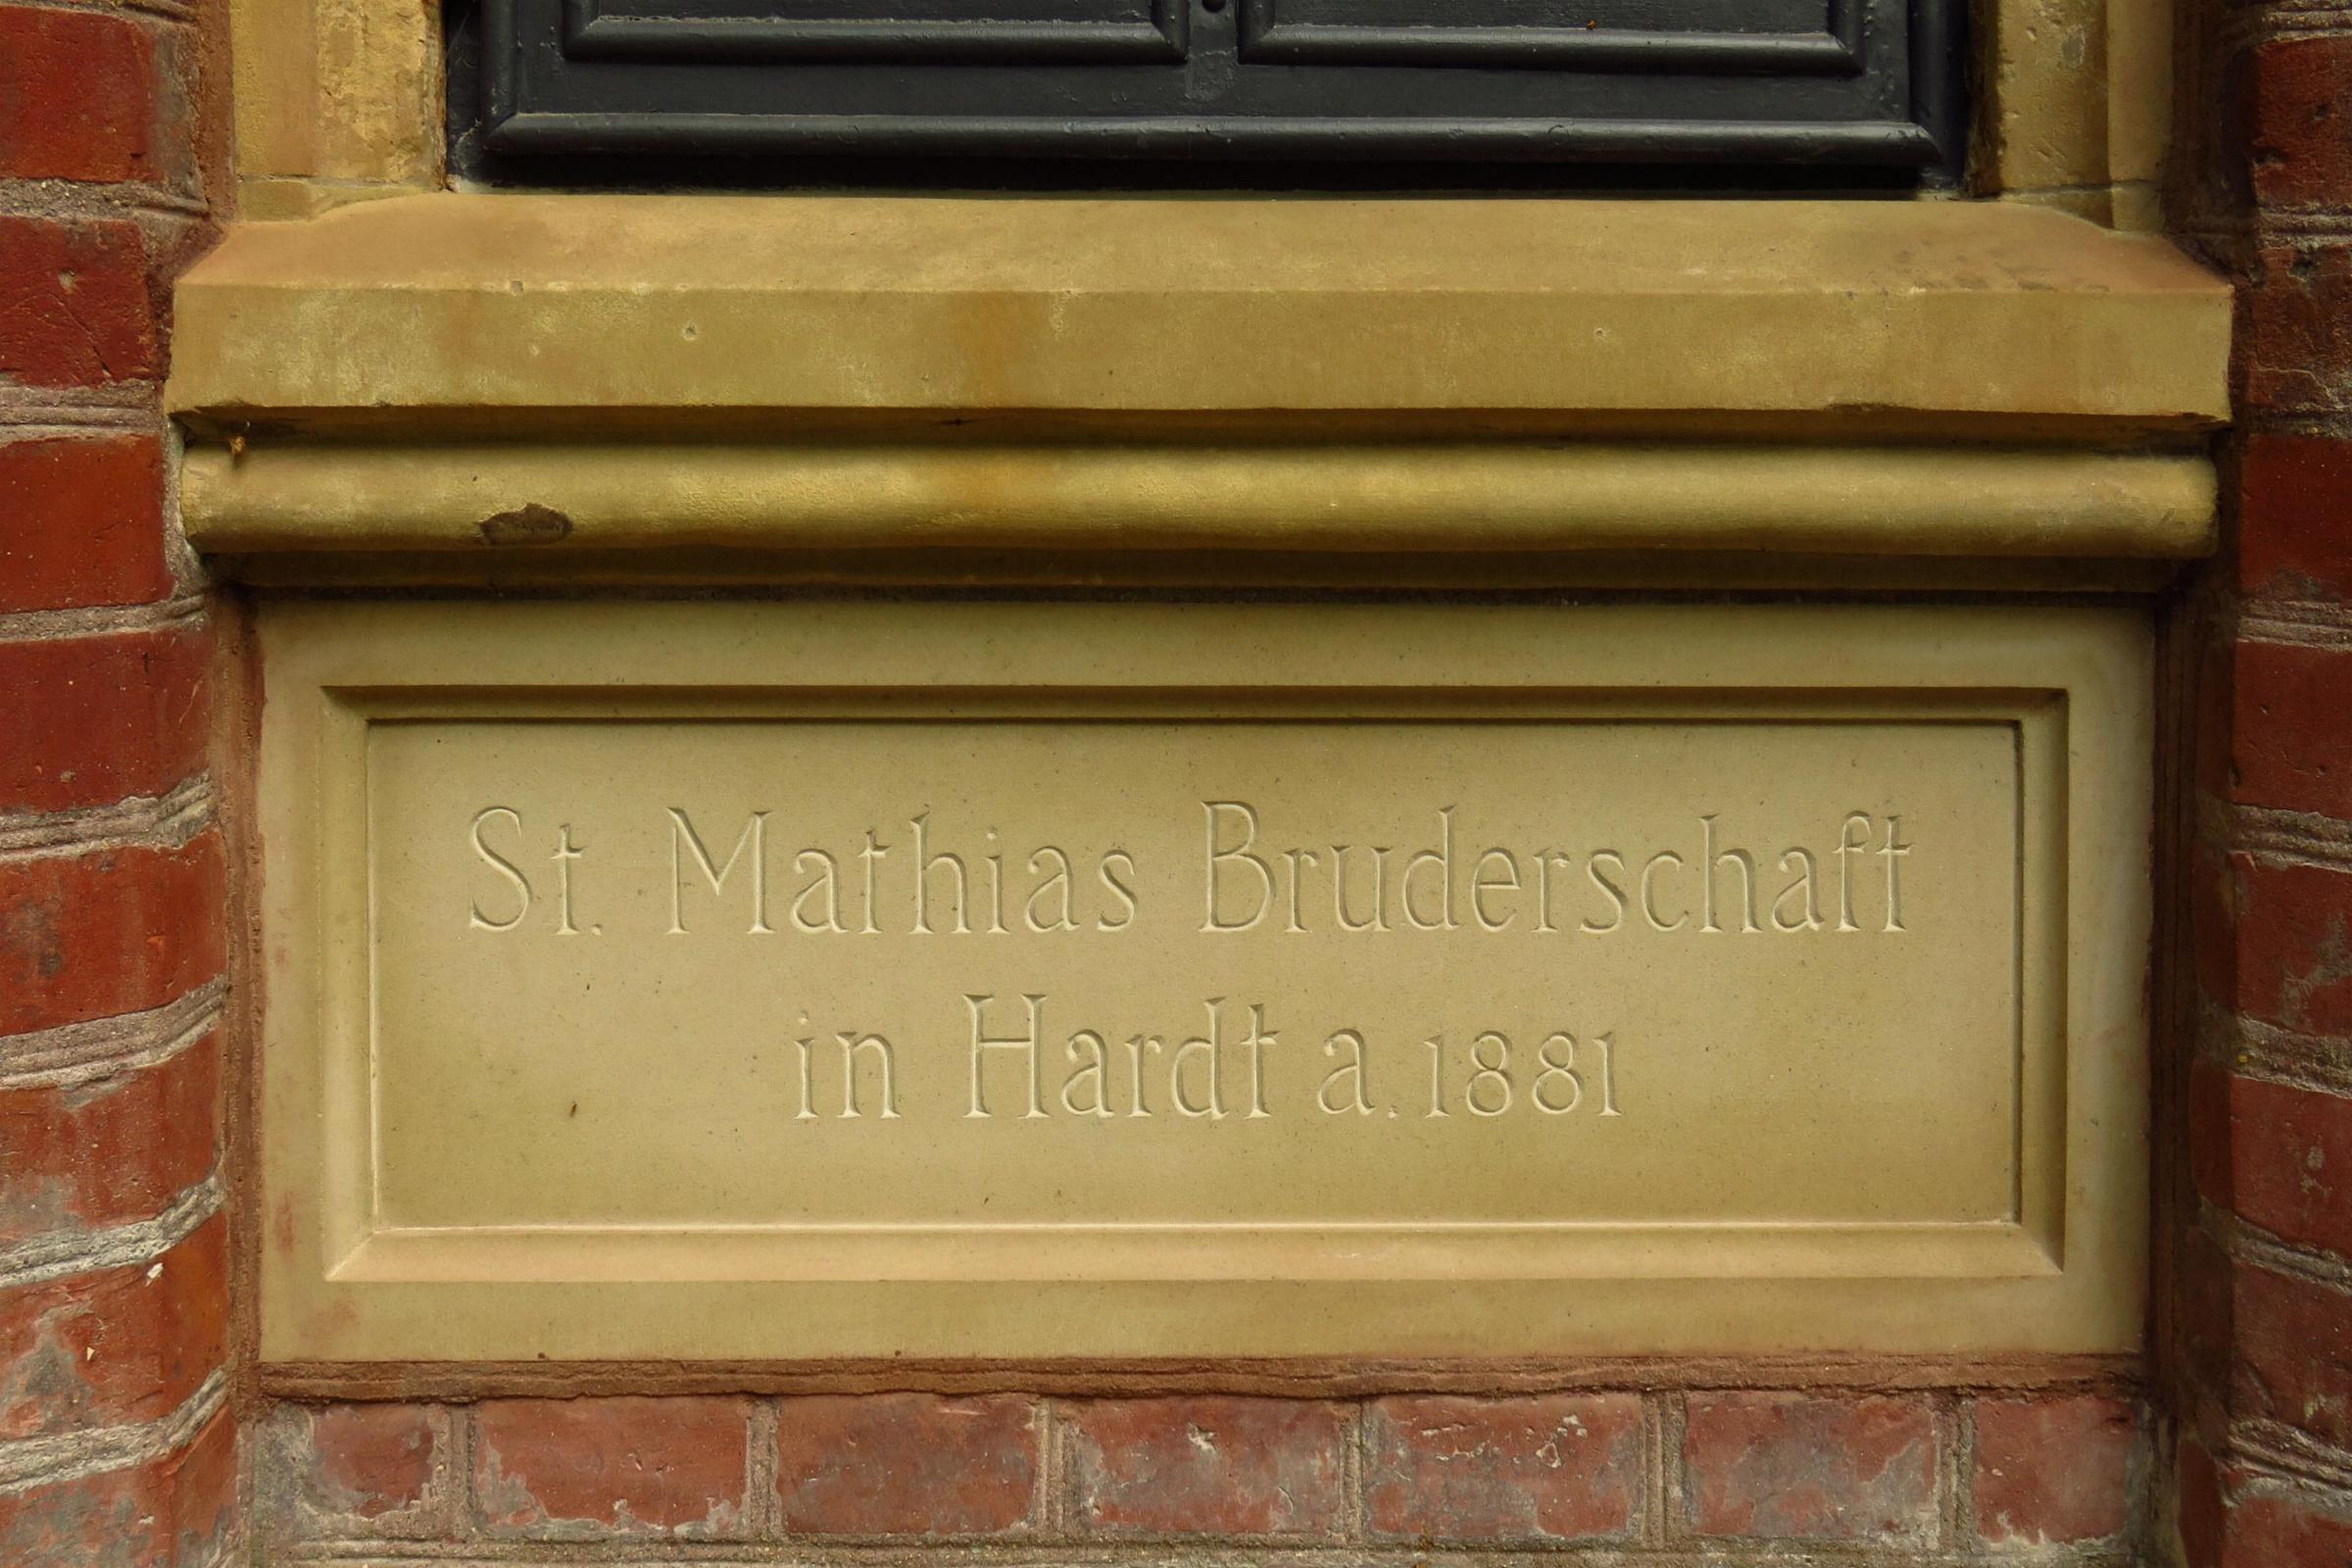 St. Mathias Bruderschaft
in Hardt a. 1881